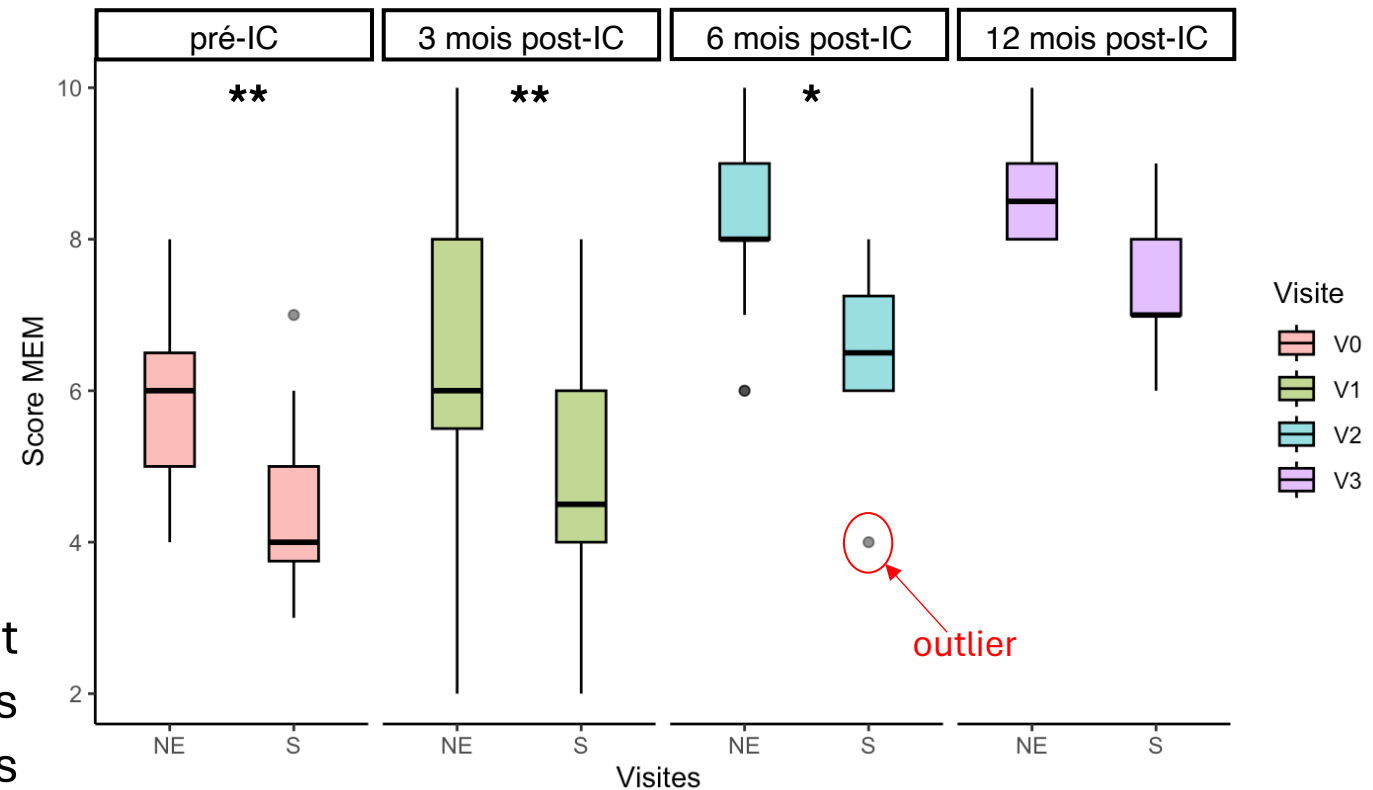 pré-IC
3 mois post-IC
6 mois post-IC
12 mois post-IC
** ** *
10
8
6
4
2
Score MEM
outlier
t
s
s
NE S NE S NE S NE S
Visites
Visite
V0
V1
V2
V3